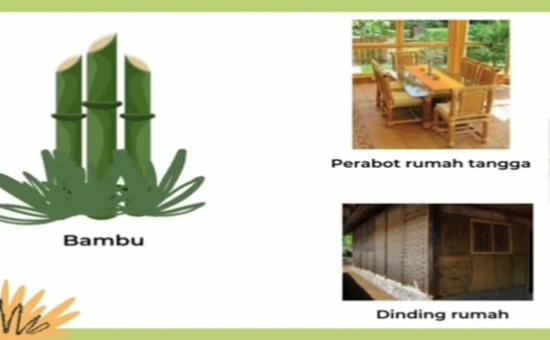 Perabot rumah tangga
Bambu
Dinding rumah